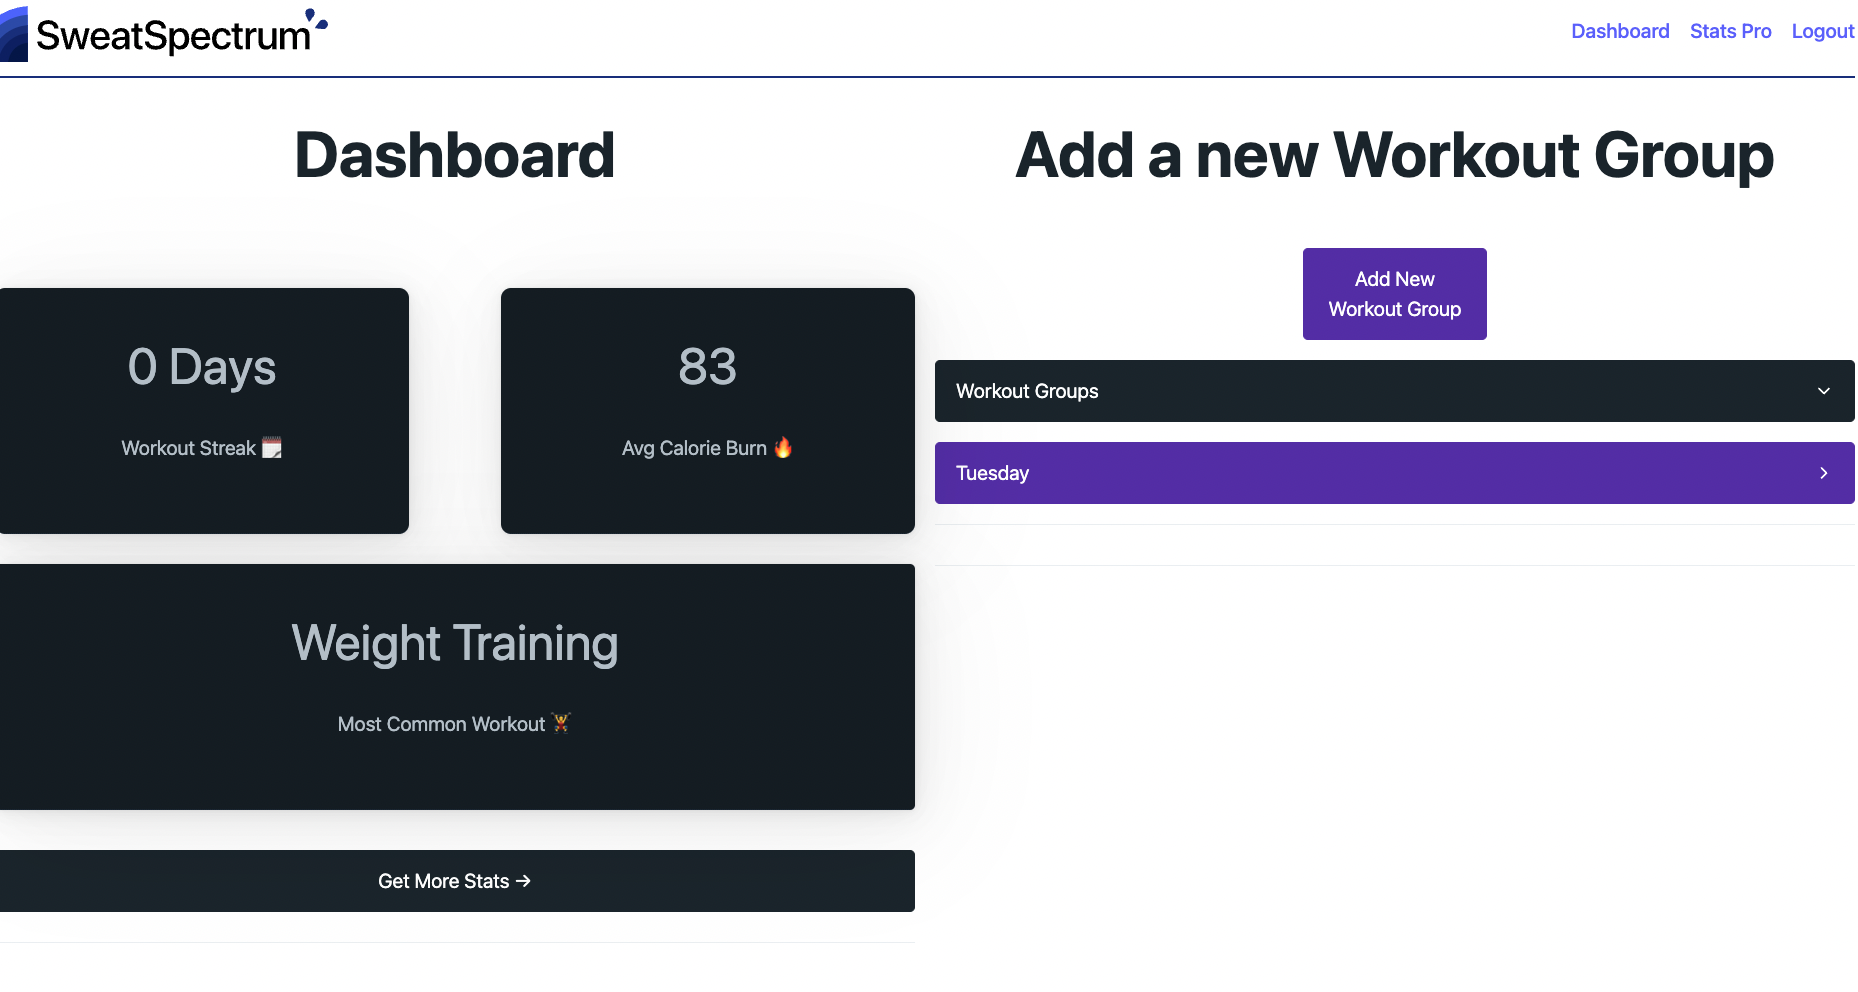 SweatSpectrum
Dashboard Stats Pro Logout
Dashboard
0 Days
Workout Streak
83
Avg Calorie Burn
Weight Training
Most Common Workout
Get More Stats →
Add a new Workout Group
Add New
Workout Group
Workout Groups
Tuesday